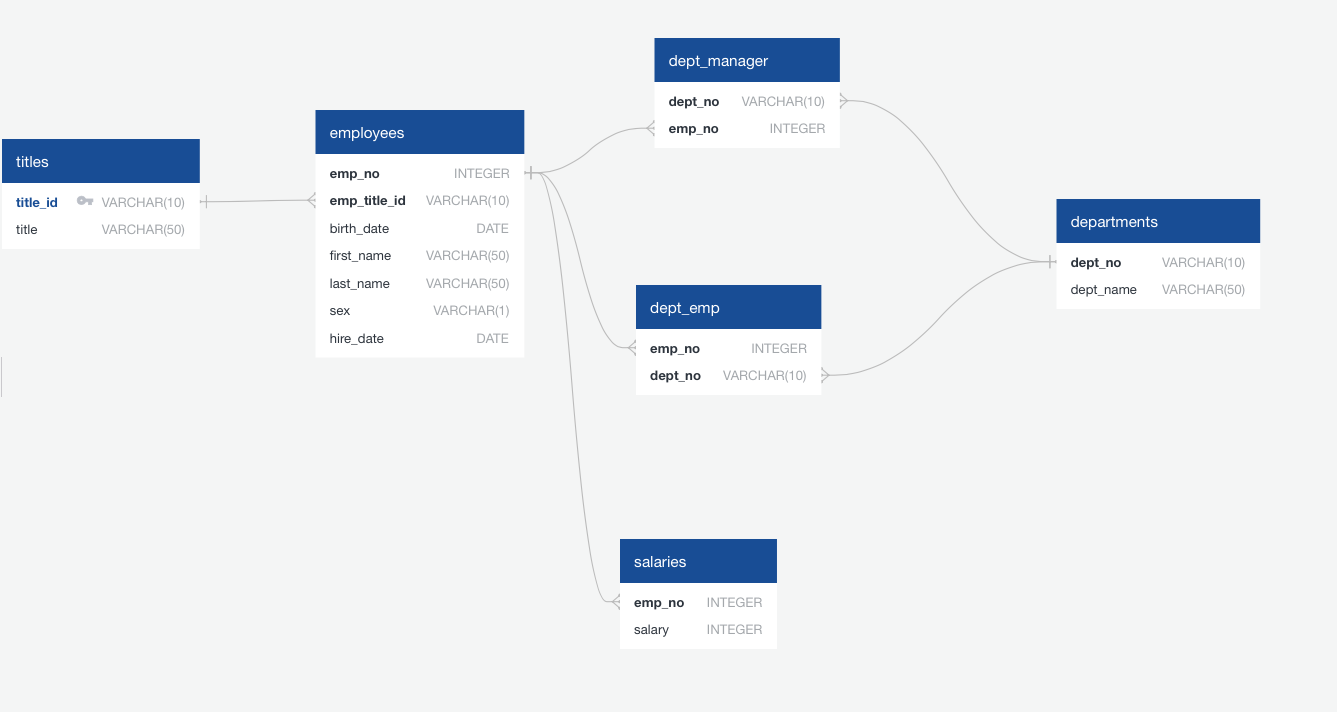 titles
title_id VARCHAR(10)
title VARCHAR(50)
employees
emp_no INTEGER
emp_title_id VARCHAR(10)
birth_date DATE
first_name VARCHAR(50)
last_name VARCHAR(50)
sex VARCHAR(1)
hire_date DATE
dept_manager
dept_no VARCHAR(10)
emp_no INTEGER
dept_emp
emp_no INTEGER
dept_no VARCHAR(10)
salaries
emp_no INTEGER
salary INTEGER
departments
dept_no VARCHAR(10)
dept_name VARCHAR(50)